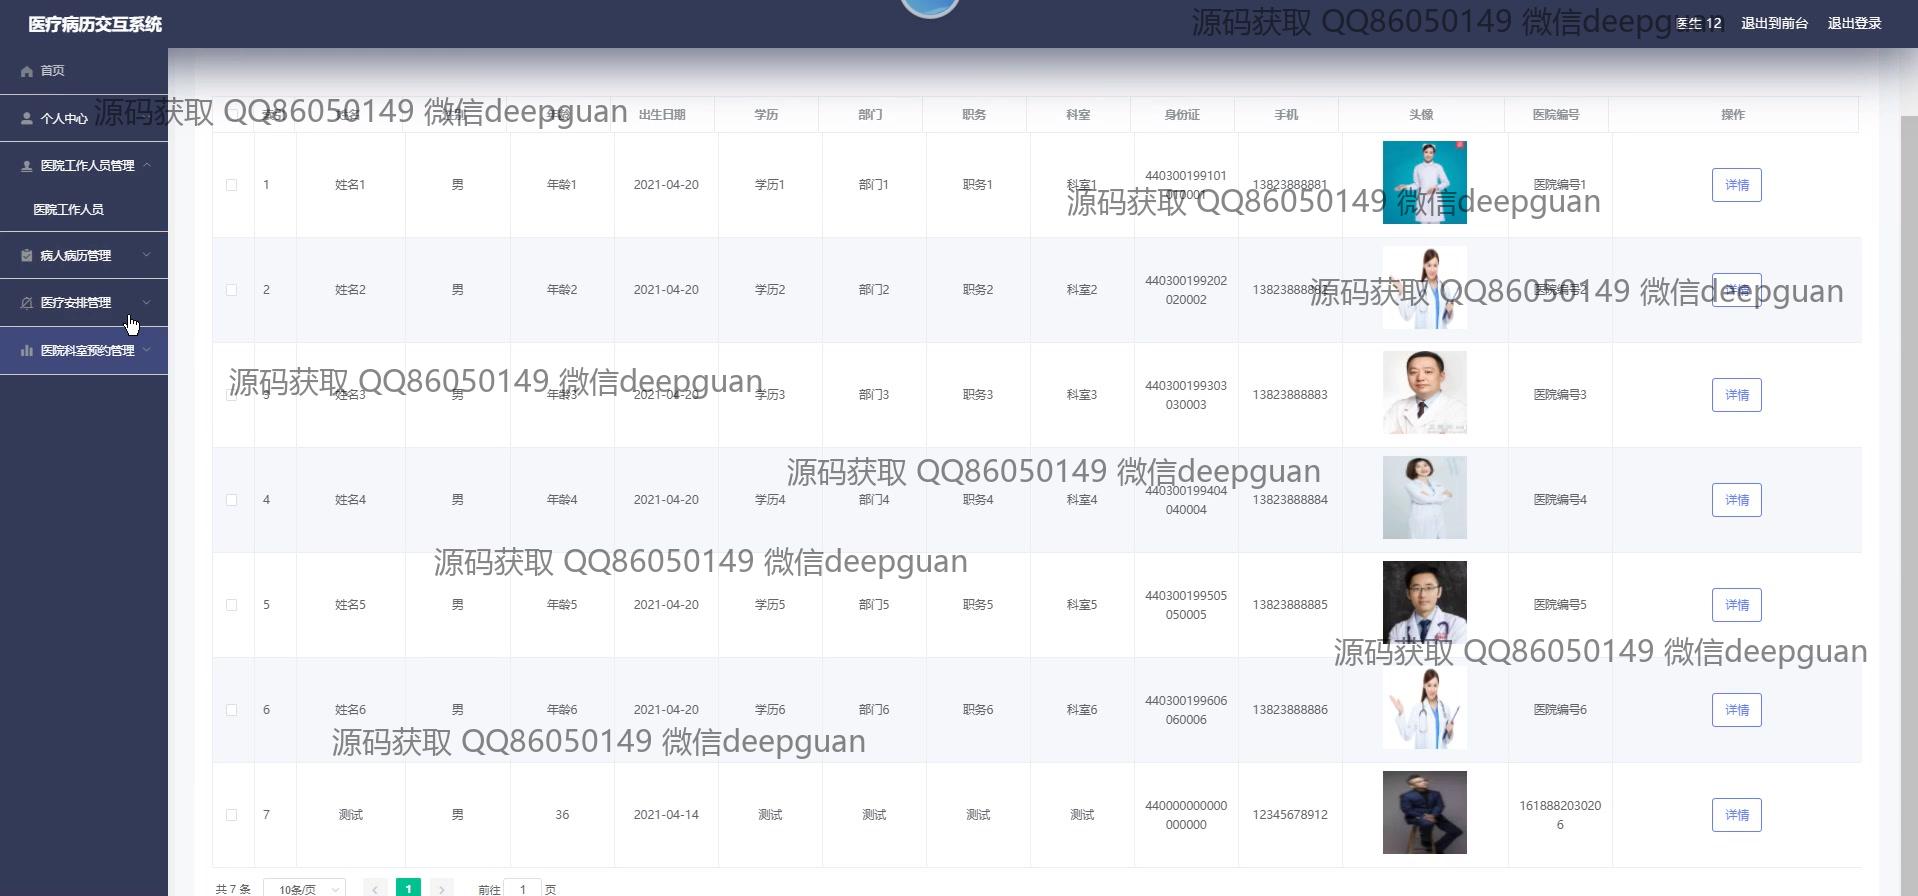 医疗病历交互系统
源码获取 QQ86050149 微信deepguan
医生 12 退出到前台 退出登录
首页
个人中心
医院工作人员管理
医院工作人员
病人病历管理
医疗安排管理
医院科室预约管理
源码获取 QQ86050149 微信deepguan
出生日期 学历 部门 职务 科室 身份证 手机 头像 医院编号 操作
1 姓名1 男 年龄1 2021-04-20 学历1 部门1 职务1 科室1 440300199101 13823888881 医院编号1 详情
010001
源码获取 QQ86050149 微信deepguan
2 姓名2 男 年龄2 2021-04-20 学历2 部门2 职务2 科室2 440300199202 13823888882 医院编号2 详情
020002
源码获取 QQ86050149 微信deepguan
源码获取 QQ86050149 微信deepguan
3 姓名3 男 年龄3 2021-04-20 学历3 部门3 职务3 科室3 440300199303 13823888883 医院编号3 详情
030003
源码获取 QQ86050149 微信deepguan
4 姓名4 男 年龄4 2021-04-20 学历4 部门4 职务4 科室4 440300199404 13823888884 医院编号4 详情
040004
源码获取 QQ86050149 微信deepguan
5 姓名5 男 年龄5 2021-04-20 学历5 部门5 职务5 科室5 440300199505 13823888885 医院编号5 详情
050005
源码获取 QQ86050149 微信deepguan
6 姓名6 男 年龄6 2021-04-20 学历6 部门6 职务6 科室6 440300199606 13823888886 医院编号6 详情
060006
源码获取 QQ86050149 微信deepguan
7 测试 男 36 2021-04-14 测试 测试 测试 测试 440000000000 12345678912 161888203020 详情
000000 6
共 7 条 10条/页 1 前往 1 页